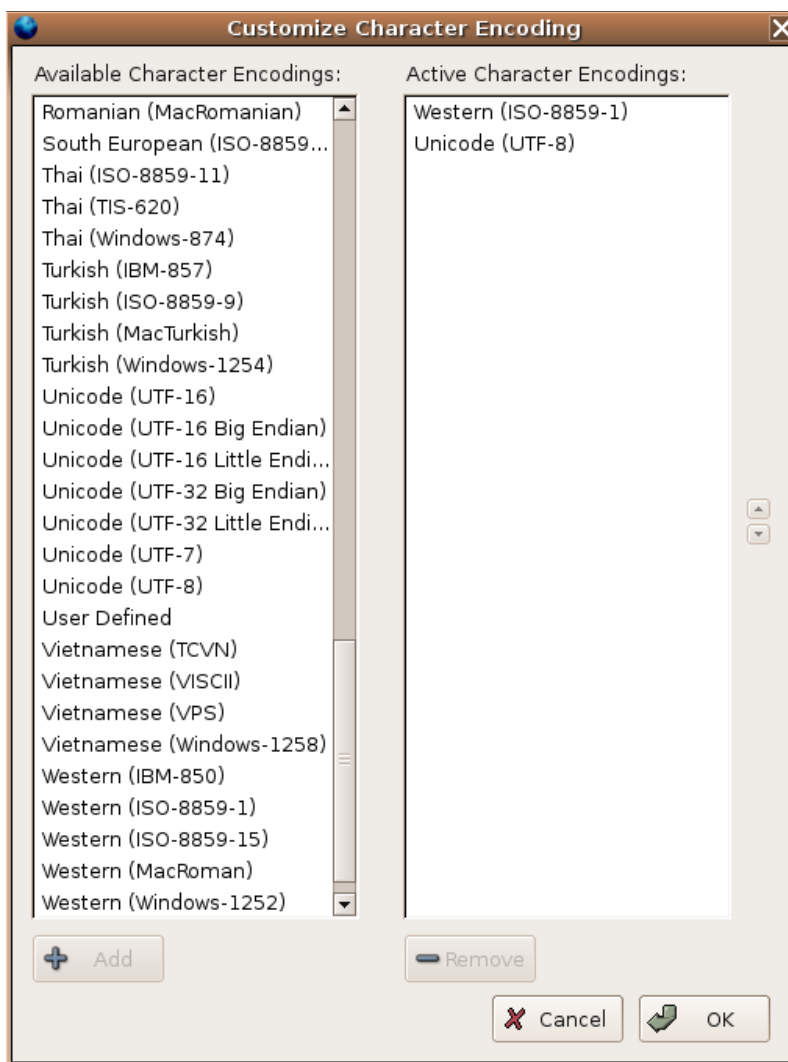 Customize Character Encoding
Available Character Encodings:
Romanian (MacRomanian)
South European (ISO-8859...
Thai (ISO-8859-11)
Thai (TIS-620)
Thai (Windows-874)
Turkish (IBM-857)
Turkish (ISO-8859-9)
Turkish (MacTurkish)
Turkish (Windows-1254)
Unicode (UTF-16)
Unicode (UTF-16 Big Endian)
Unicode (UTF-16 Little Endi...
Unicode (UTF-32 Big Endian)
Unicode (UTF-32 Little Endi...
Unicode (UTF-7)
Unicode (UTF-8)
User Defined
Vietnamese (TCVN)
Vietnamese (VISCII)
Vietnamese (VPS)
Vietnamese (Windows-1258)
Western (IBM-850)
Western (ISO-8859-1)
Western (ISO-8859-15)
Western (MacRoman)
Western (Windows-1252)
Add
Active Character Encodings:
Western (ISO-8859-1)
Unicode (UTF-8)
Remove
Cancel
OK